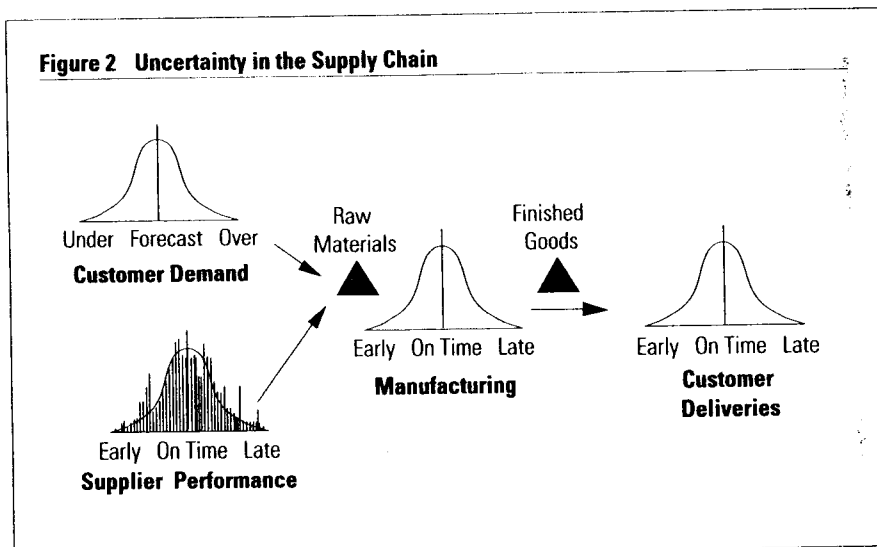 Figure 2 Uncertainty in the Supply Chain
Under Forecast Over
Customer Demand
Raw
Materials
Finished
Goods
Early On Time Late
Supplier Performance
Early On Time Late
Manufacturing
Early On Time Late
Customer
Deliveries